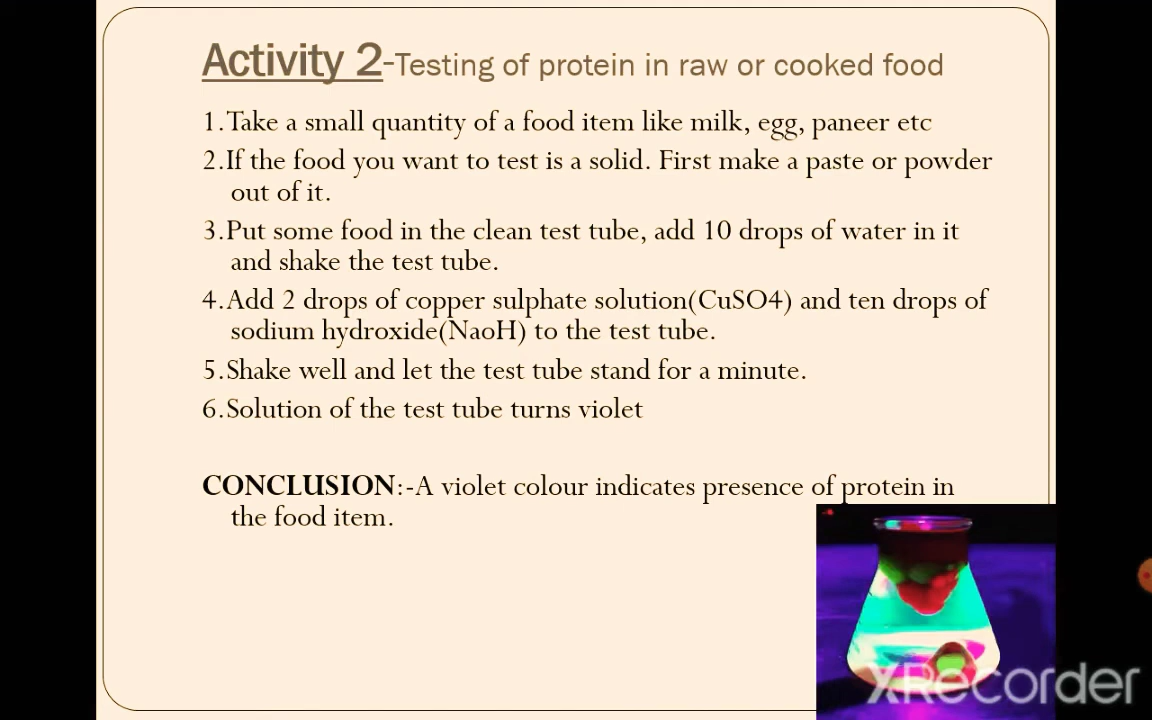 Activity 2-Testing of protein in raw or cooked food
1.Take a small quantity of a food item like milk, egg, paneer etc
2.If the food you want to test is a solid. First make a paste or powder
out of it.
3.Put some food in the clean test tube, add 10 drops of water in it
and shake the test tube.
4.Add 2 drops of copper sulphate solution(CuSO4) and ten drops of
sodium hydroxide(NaoH) to the test tube.
5.Shake well and let the test tube stand for a minute.
6.Solution of the test tube turns violet
CONCLUSION:-A violet colour indicates presence of protein in
the food item.
XRecorder